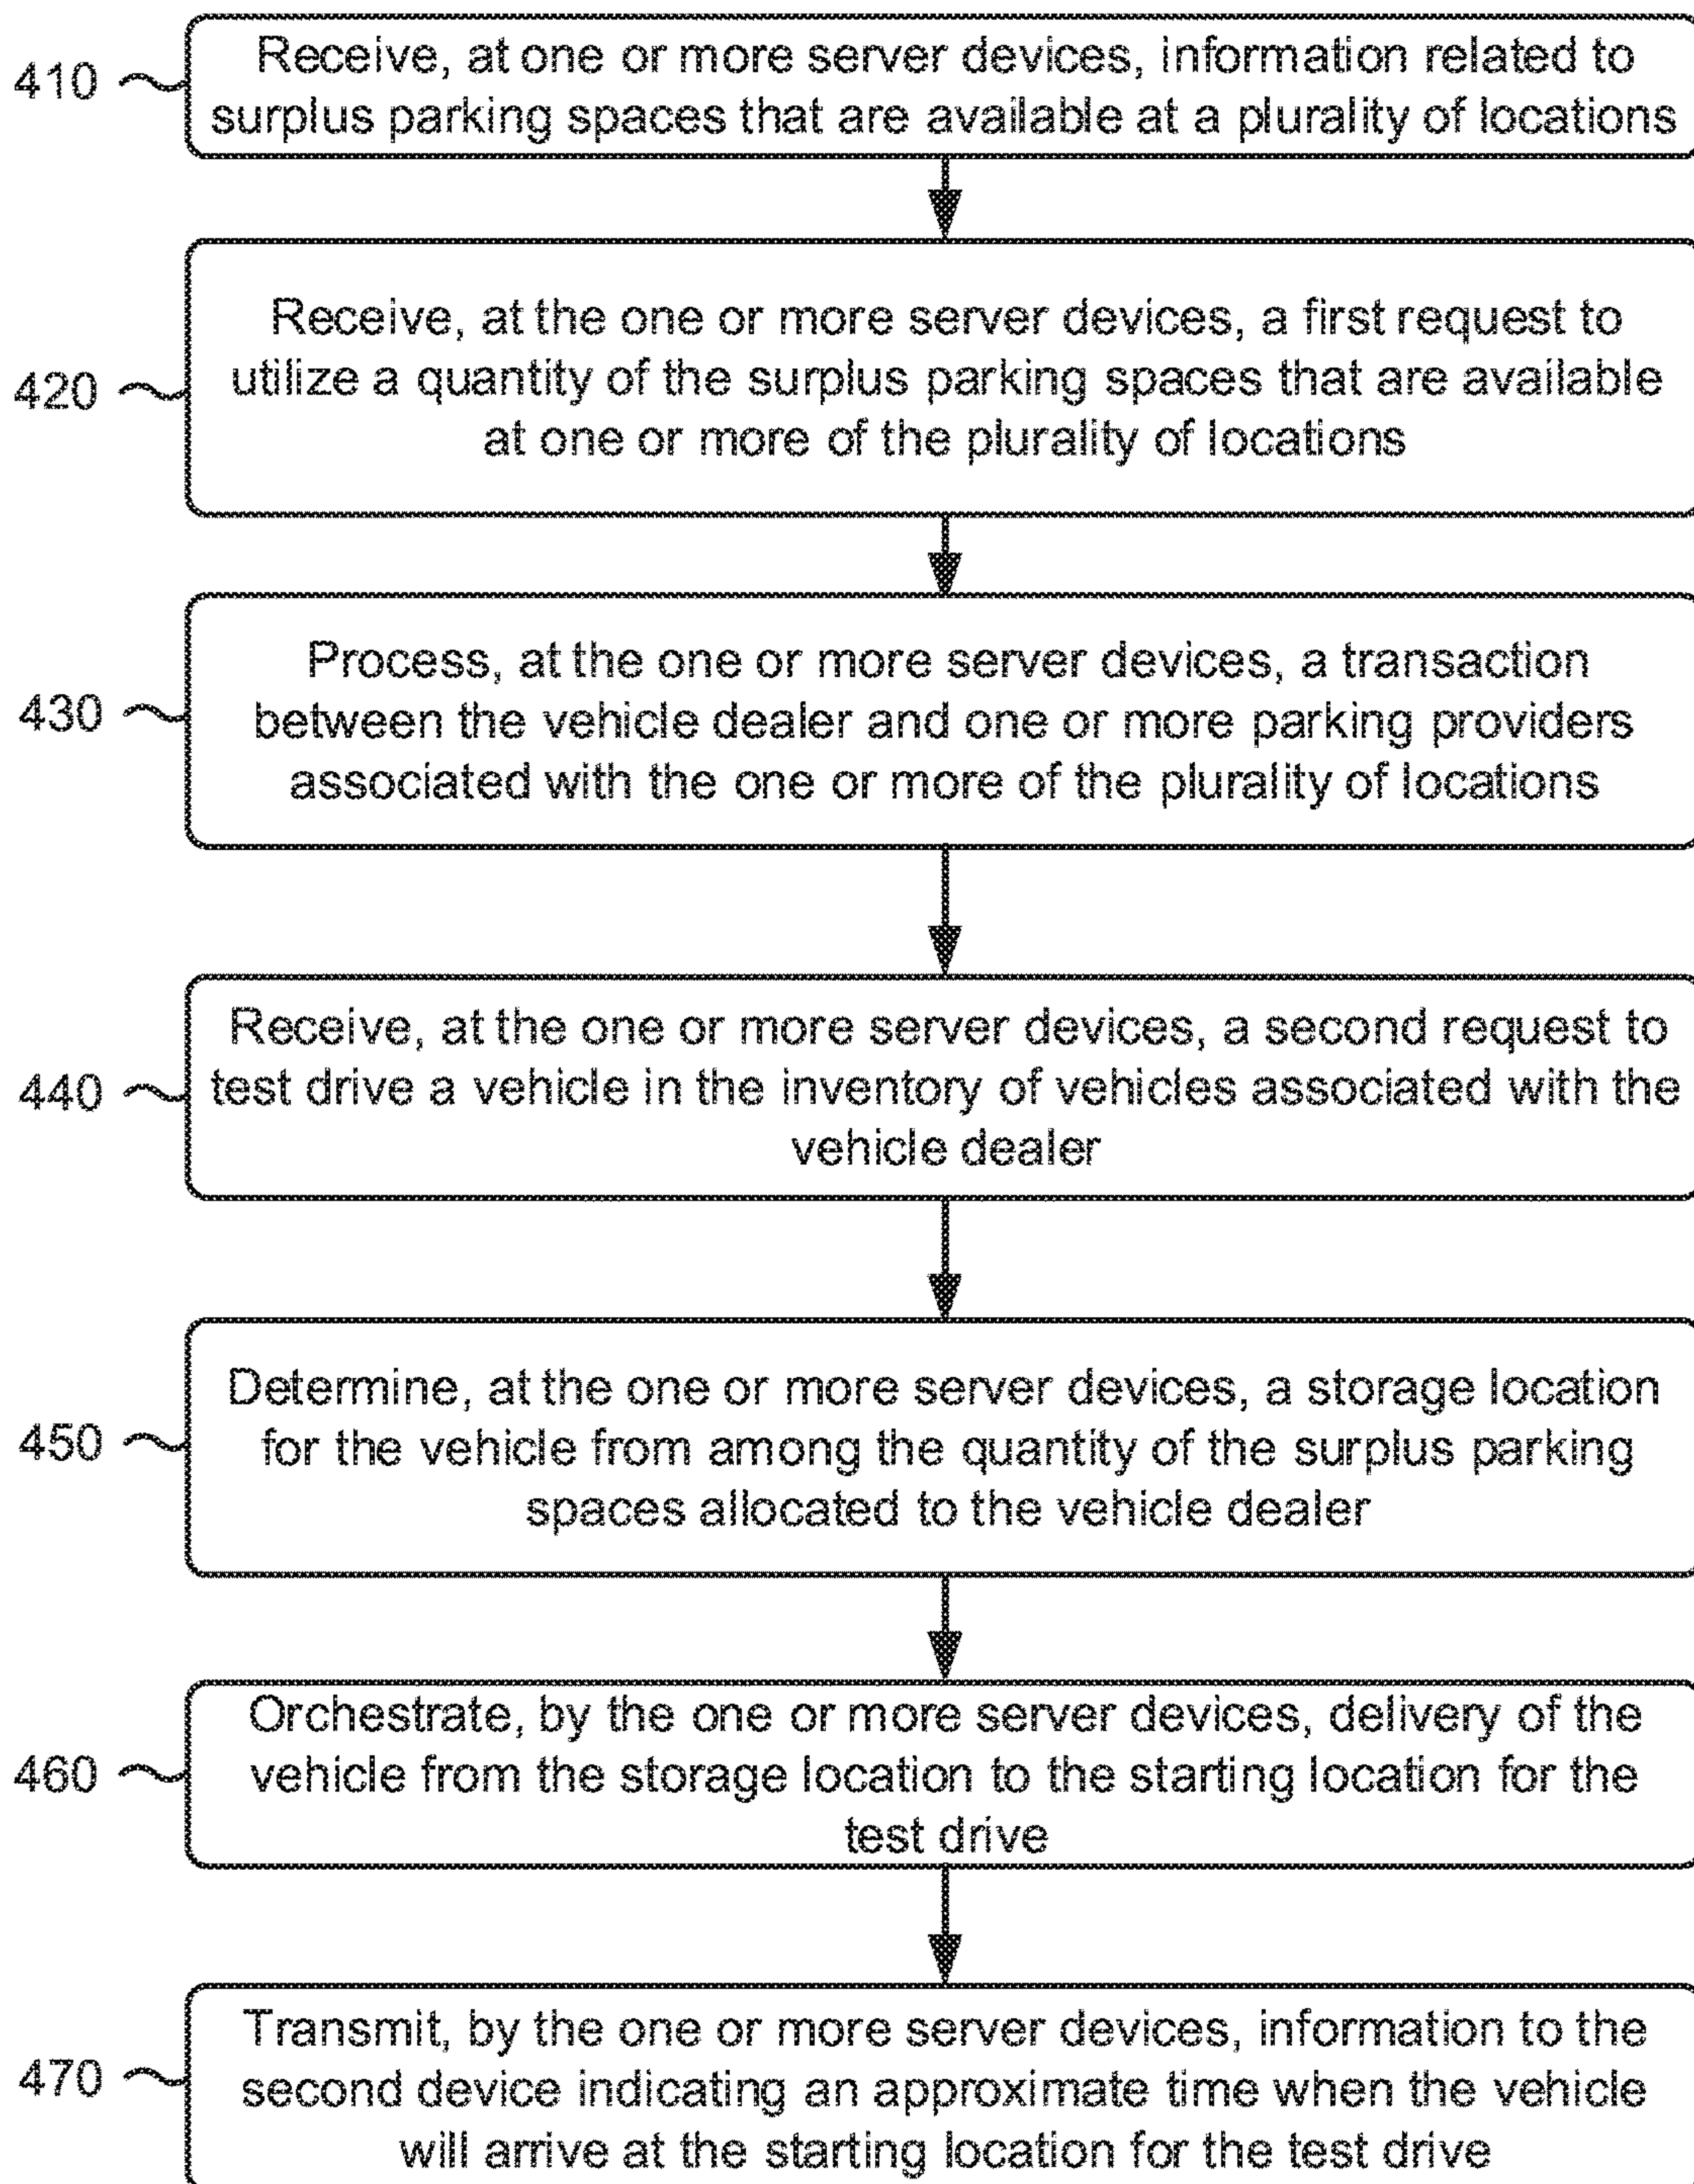 410
Receive, at one or more server devices, information related to
surplus parking spaces that are available at a plurality of locations
420
Receive, at the one or more server devices, a first request to
utilize a quantity of the surplus parking spaces that are available
at one or more of the plurality of locations
430
Process, at the one or more server devices, a transaction
between the vehicle dealer and one or more parking providers
associated with the one or more of the plurality of locations
440
Receive, at the one or more server devices, a second request to
test drive a vehicle in the inventory of vehicles associated with the
vehicle dealer
450
Determine, at the one or more server devices, a storage location
for the vehicle from among the quantity of the surplus parking
spaces allocated to the vehicle dealer
460
Orchestrate, by the one or more server devices, delivery of the
vehicle from the storage location to the starting location for the
test drive
470
Transmit, by the one or more server devices, information to the
second device indicating an approximate time when the vehicle
will arrive at the starting location for the test drive